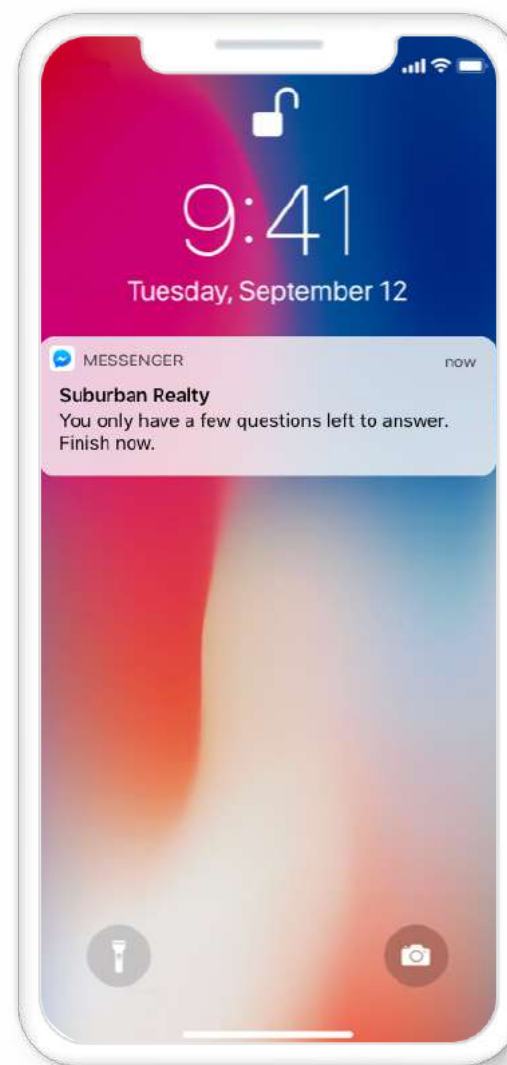 9:41
Tuesday, September 12
MESSENGER now
Suburban Realty
You only have a few questions left to answer.
Finish now.